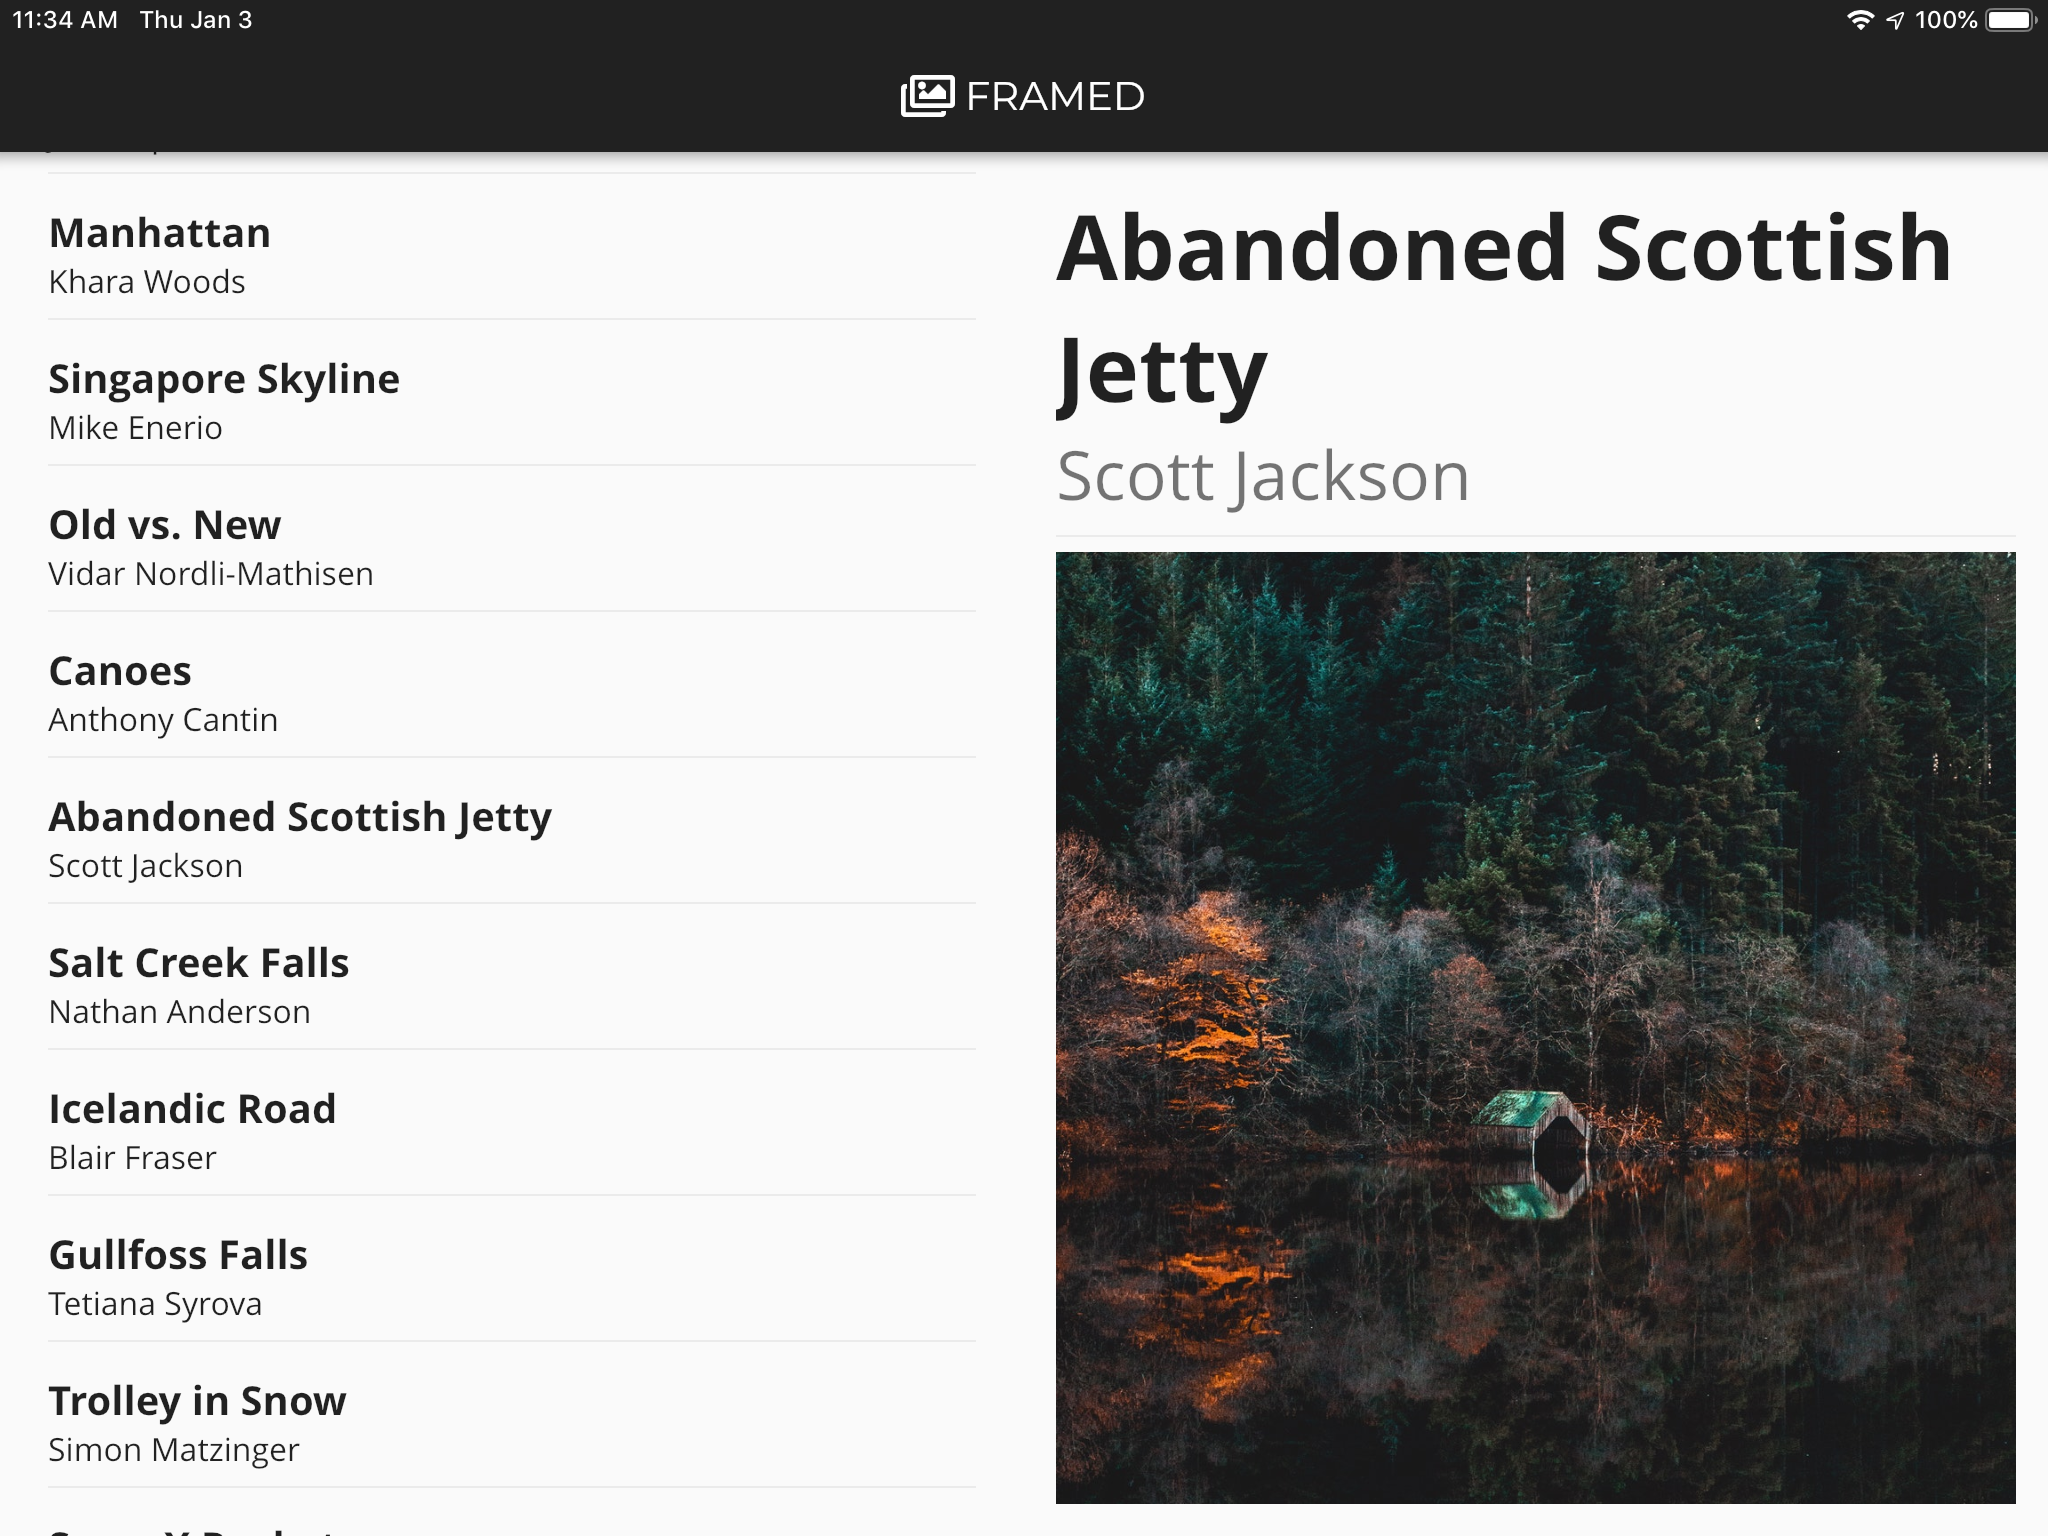 11:34 AM Thu Jan 3
100%
FRAMED
Manhattan
Khara Woods
Singapore Skyline
Mike Enerio
Old vs. New
Vidar Nordli-Mathisen
Canoes
Anthony Cantin
Abandoned Scottish Jetty
Scott Jackson
Salt Creek Falls
Nathan Anderson
Icelandic Road
Blair Fraser
Gullfoss Falls
Tetiana Syrova
Trolley in Snow
Simon Matzinger
Abandoned Scottish
Jetty
Scott Jackson